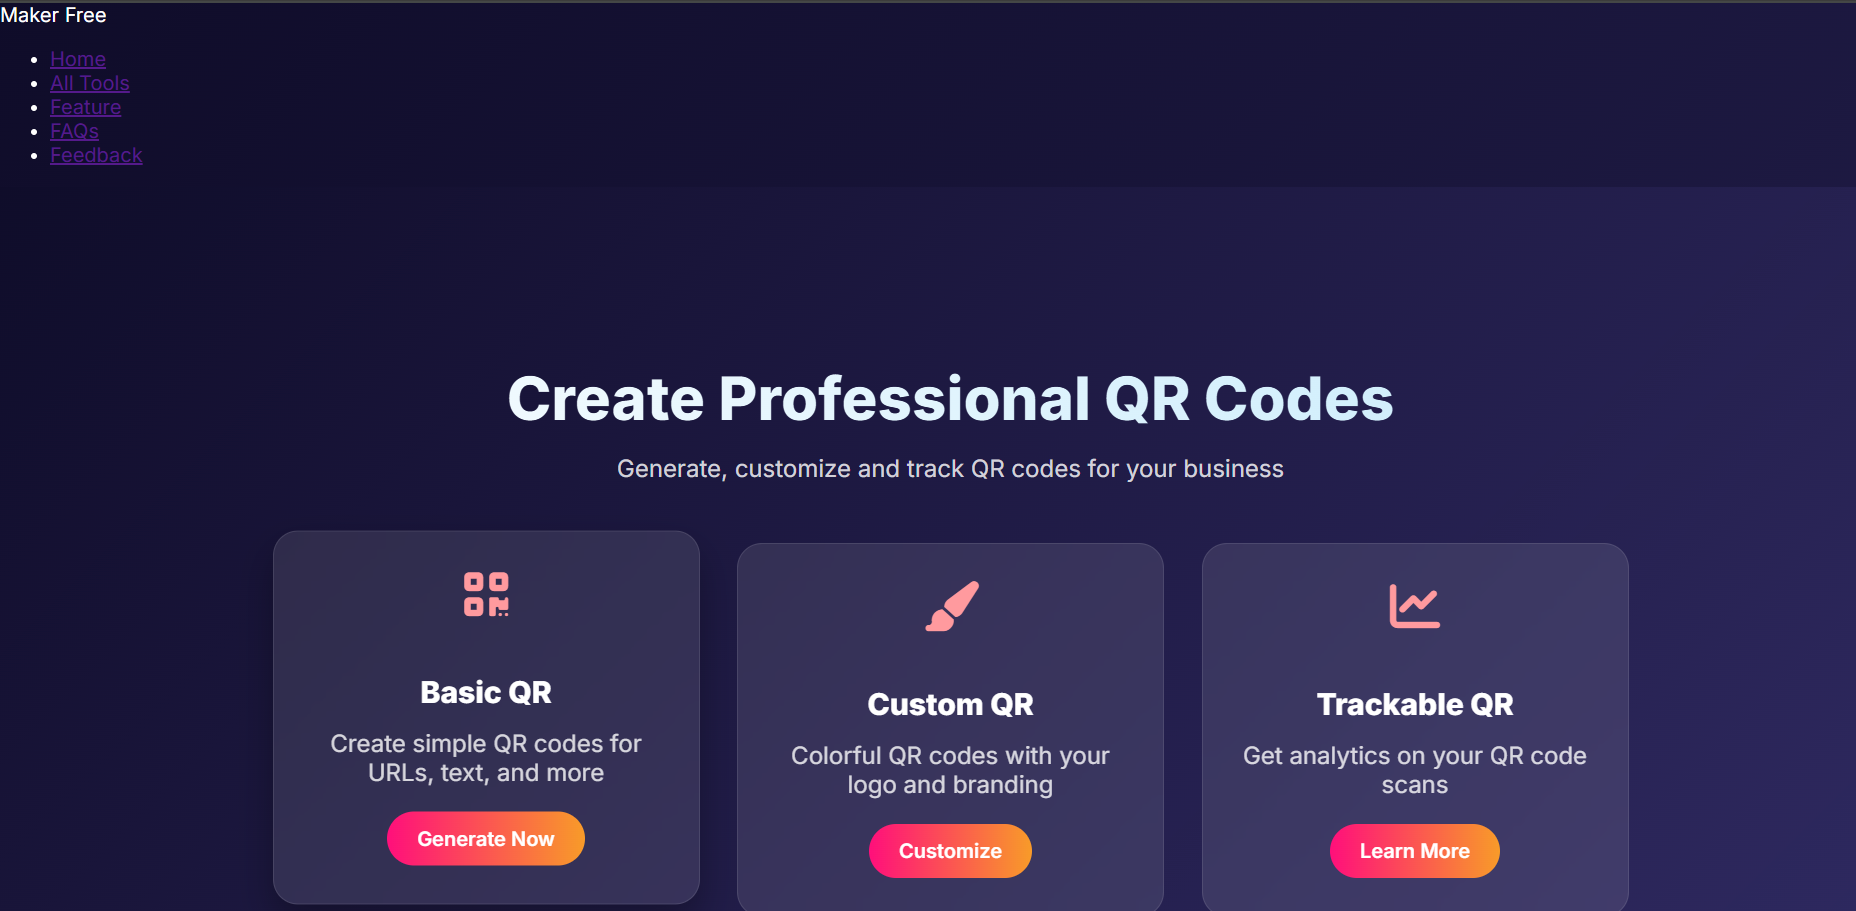 Maker Free
Home
All Tools
Feature
FAQs
Feedback
Create Professional QR Codes
Generate, customize and track QR codes for your business
Basic QR
Create simple QR codes for
URLs, text, and more
Generate Now
Custom QR
Colorful QR codes with your
logo and branding
Customize
Trackable QR
Get analytics on your QR code
scans
Learn More